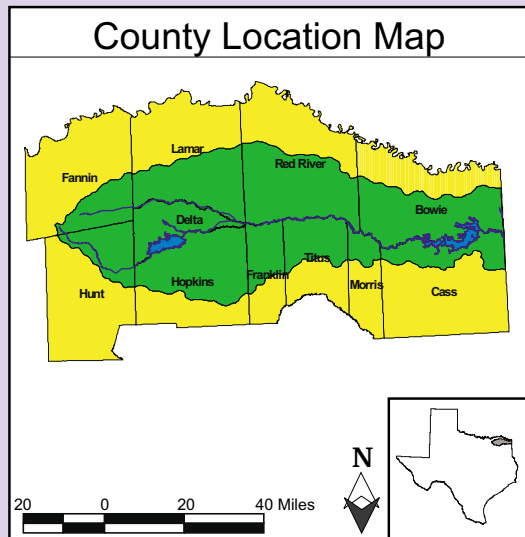 County Location Map
Lamar
Red River
Fannin
Bowie
Delta
Titus
Franklin
Hopkins
Morris
Hunt
Cass
N
20 0 20 40 Miles